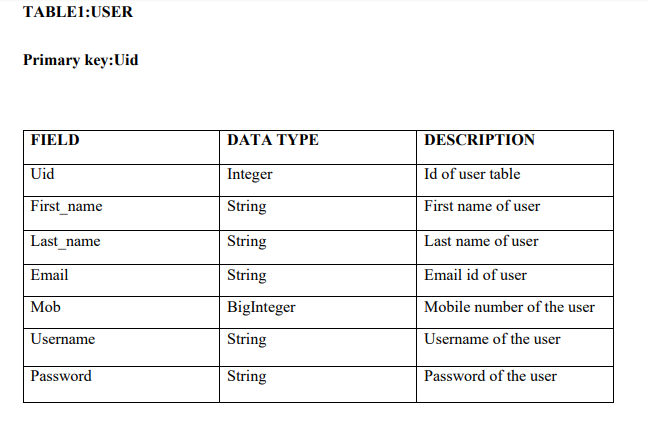 TABLE1:USER
Primary key:Uid
FIELD DATA TYPE DESCRIPTION
Uid Integer Id of user table
First_name String First name of user
Last_name String Last name of user
Email String Email id of user
Mob BigInteger Mobile number of the user
Username String Username of the user
Password String Password of the user